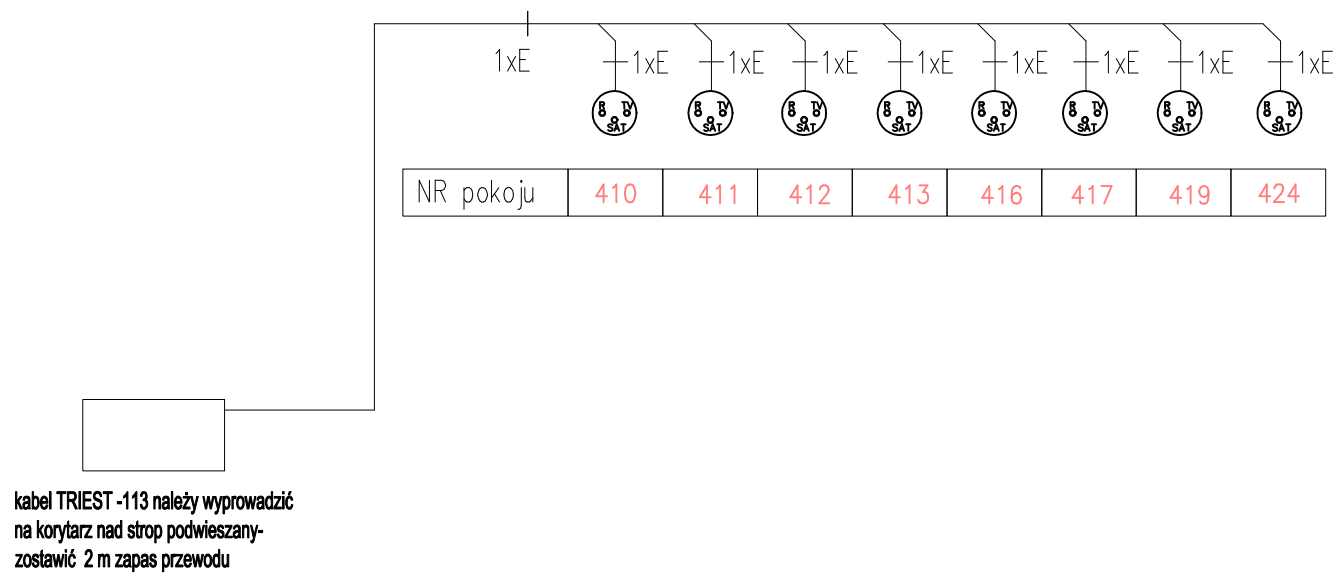 1xE 1xE 1xE 1xE 1xE 1xE 1xE 1xE 1xE
R TV R TV R TV R TV R TV R TV R TV R TV
SAT SAT SAT SAT SAT SAT SAT SAT
NR pokoju 410 411 412 413 416 417 419 424
kabel TRIEST -113 należy wyprowadzić
na korytarz nad strop podwieszany-
zostawić 2 m zapas przewodu